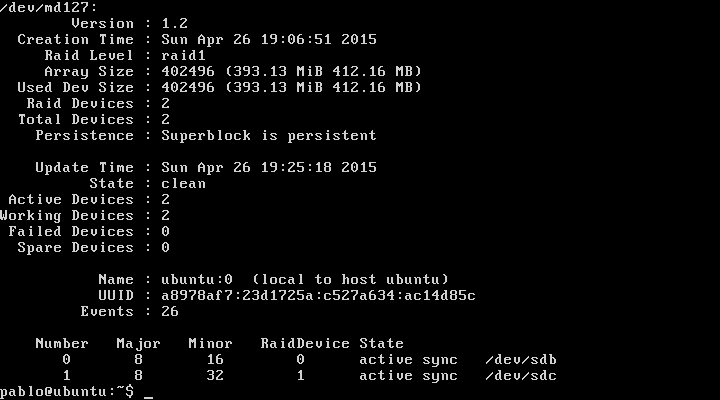 /dev/md127:
Version : 1.2
Creation Time : Sun Apr 26 19:06:51 2015
Raid Level : raid1
Array Size : 402496 (393.13 MiB 412.16 MB)
Used Dev Size : 402496 (393.13 MiB 412.16 MB)
Raid Devices : 2
Total Devices : 2
Persistence : Superblock is persistent
Update Time : Sun Apr 26 19:25:18 2015
State : clean
Active Devices : 2
Working Devices : 2
Failed Devices : 0
Spare Devices : 0
Name : ubuntu:0  (local to host ubuntu)
UUID : a8978af7:23d1725a:c527a634:ac14d85c
Events : 26
Number   Major   Minor   RaidDevice State
0       8       16        0      active sync   /dev/sdb
1       8       32        1      active sync   /dev/sdc
pablo@ubuntu:~$ _